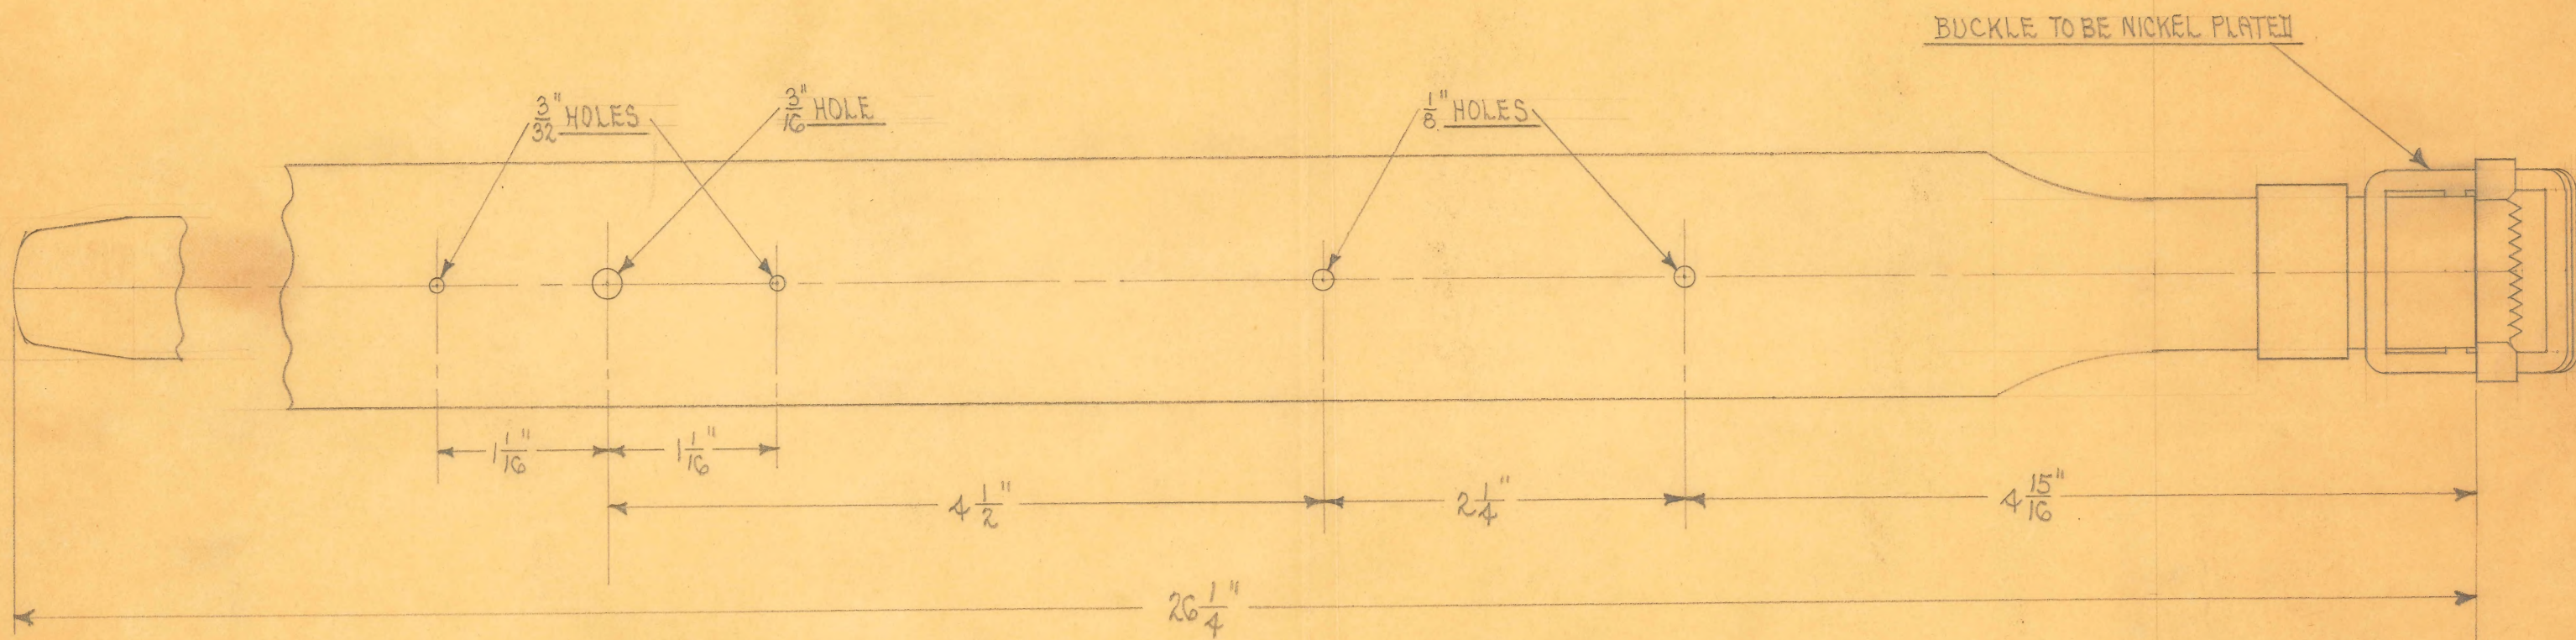 BUCKLE TO BE NICKEL PLATED
3/32" HOLES
3/16" HOLE
1/8" HOLES
1 1/16"
1 1/16"
4 1/2"
2 1/4"
4 15/16"
26 1/4"